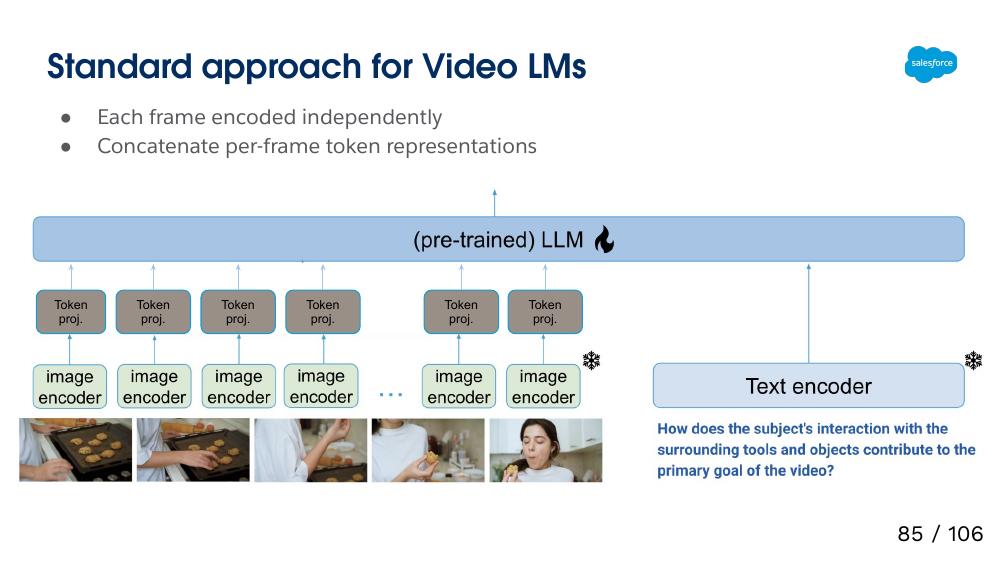 Standard approach for Video LMs
salesforce
● Each frame encoded independently
● Concatenate per-frame token representations
(pre-trained) LLM
Token
proj.
Token
proj.
Token
proj.
Token
proj.
Token
proj.
Token
proj.
image
encoder
image
encoder
image
encoder
image
encoder
...
image
encoder
image
encoder
Text encoder
How does the subject's interaction with the
surrounding tools and objects contribute to the
primary goal of the video?
85 / 106